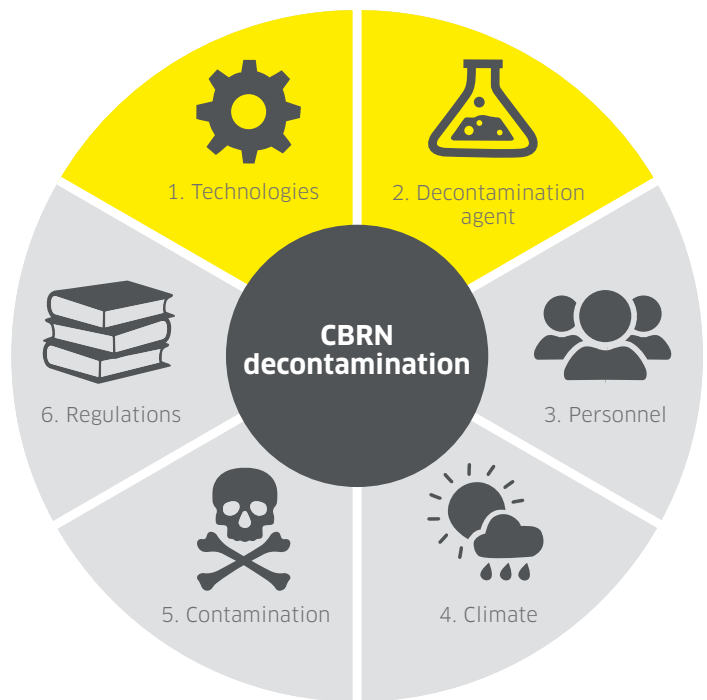 1. Technologies
2. Decontamination
agent
CBRN
decontamination
3. Personnel
4. Climate
5. Contamination
6. Regulations